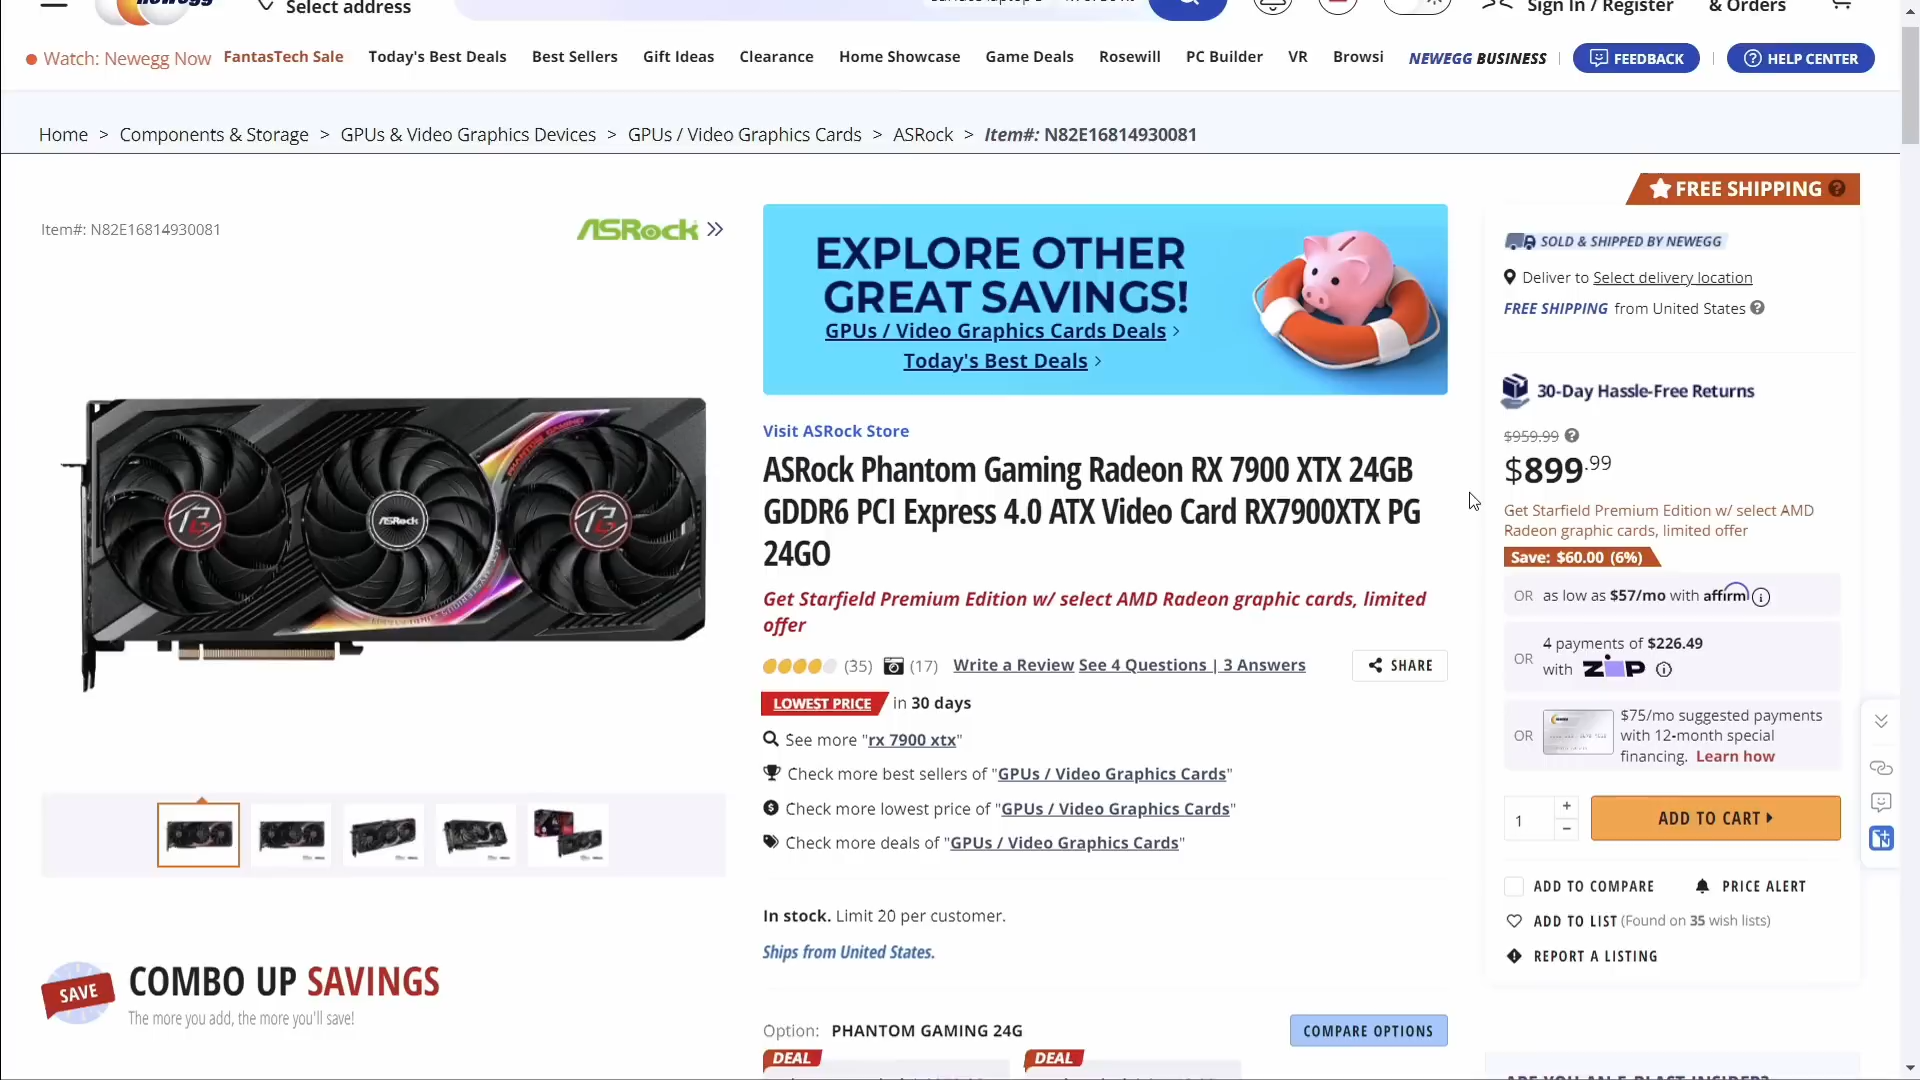 newegg
Select address
Sign In / Register
& Orders
Watch: Newegg Now
FantasTech Sale
Today's Best Deals
Best Sellers
Gift Ideas
Clearance
Home Showcase
Game Deals
Rosewill
PC Builder
VR
Browsi
NEWEGG BUSINESS
FEEDBACK
HELP CENTER
Home > Components & Storage > GPUs & Video Graphics Devices > GPUs / Video Graphics Cards > ASRock > Item#: N82E16814930081
FREE SHIPPING
Item#: N82E16814930081
ASRock
EXPLORE OTHER
GREAT SAVINGS!
GPUs / Video Graphics Cards Deals
Today's Best Deals
Visit ASRock Store
ASRock Phantom Gaming Radeon RX 7900 XTX 24GB
GDDR6 PCI Express 4.0 ATX Video Card RX7900XTX PG
24GO
Get Starfield Premium Edition w/ select AMD Radeon graphic cards, limited
offer
(35) (17) Write a Review See 4 Questions | 3 Answers
SHARE
LOWEST PRICE in 30 days
See more "rx 7900 xtx"
Check more best sellers of "GPUs / Video Graphics Cards"
Check more lowest price of "GPUs / Video Graphics Cards"
Check more deals of "GPUs / Video Graphics Cards"
In stock. Limit 20 per customer.
Ships from United States.
Option: PHANTOM GAMING 24G
COMPARE OPTIONS
DEAL
DEAL
PHANTOM GAMING
ASRock
SAVE
COMBO UP SAVINGS
The more you add, the more you'll save!
SOLD & SHIPPED BY NEWEGG
Deliver to Select delivery location
FREE SHIPPING from United States
30-Day Hassle-Free Returns
$959.99
$899.99
Get Starfield Premium Edition w/ select AMD
Radeon graphic cards, limited offer
Save: $60.00 (6%)
OR as low as $57/mo with affirm
OR 4 payments of $226.49
with ZIP
OR $75/mo suggested payments
with 12-month special
financing. Learn how
1
ADD TO CART
ADD TO COMPARE
PRICE ALERT
ADD TO LIST (Found on 35 wish lists)
REPORT A LISTING